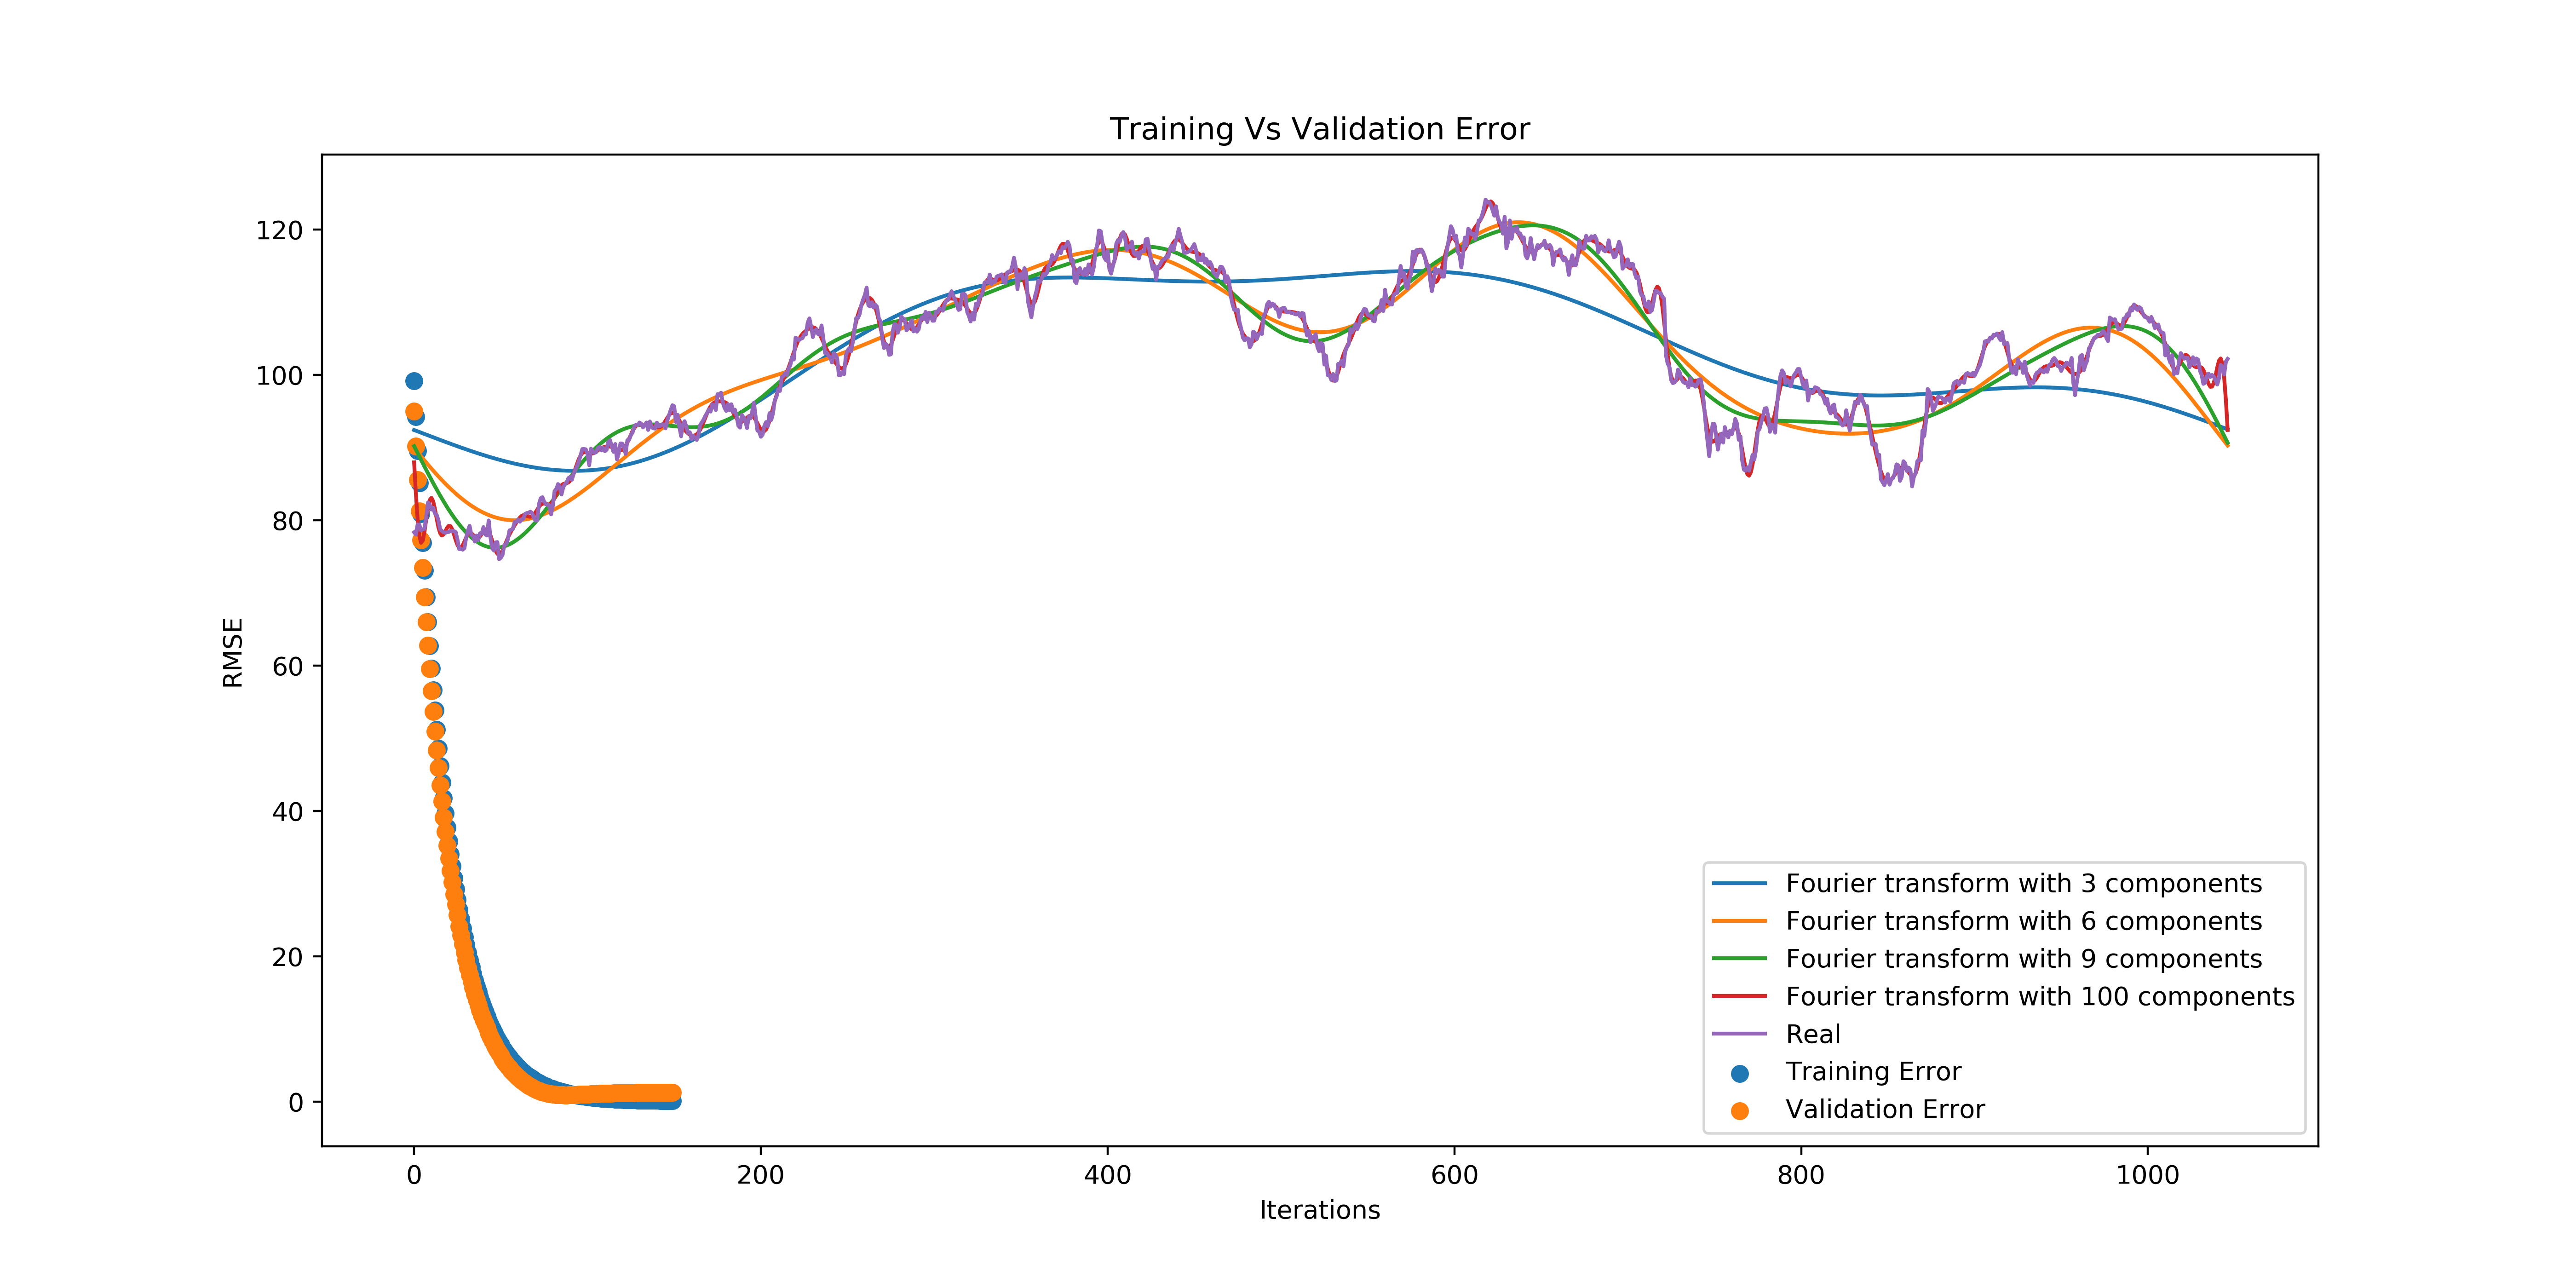 Training Vs Validation Error
RMSE
120
100
80
60
40
20
0
0 200 400 600 800 1000
Iterations
Fourier transform with 3 components
Fourier transform with 6 components
Fourier transform with 9 components
Fourier transform with 100 components
Real
Training Error
Validation Error